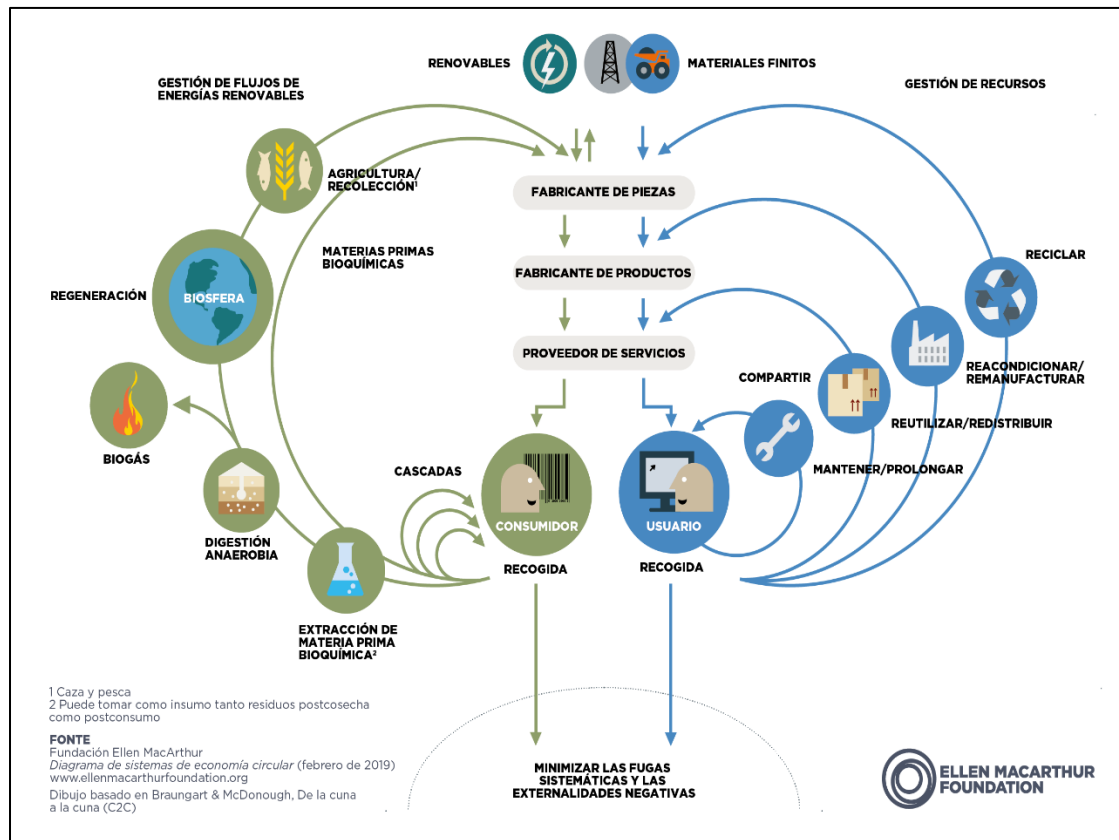 RENOVABLES
MATERIALES FINITOS
GESTIÓN DE FLUJOS DE
ENERGÍAS RENOVABLES
GESTIÓN DE RECURSOS
AGRICULTURA/
RECOLECCIÓN¹
FABRICANTE DE PIEZAS
MATERIAS PRIMAS
BIOQUÍMICAS
FABRICANTE DE PRODUCTOS
RECICLAR
REGENERACIÓN
BIOSFERA
PROVEEDOR DE SERVICIOS
COMPARTIR
REACONDICIONAR/
REMANUFACTURAR
REUTILIZAR/REDISTRIBUIR
BIOGÁS
CASCADAS
MANTENER/PROLONGAR
CONSUMIDOR
USUARIO
DIGESTIÓN
ANAEROBIA
RECOGIDA
RECOGIDA
EXTRACCIÓN DE
MATERIA PRIMA
BIOQUÍMICA²
1 Caza y pesca
2 Puede tomar como insumo tanto residuos postcosecha
como postconsumo
FONTE
Fundación Ellen MacArthur
Diagrama de sistemas de economía circular (febrero de 2019)
www.ellenmacarthurfoundation.org
Dibujo basado en Braungart & McDonough, De la cuna
a la cuna (C2C)
MINIMIZAR LAS FUGAS
SISTEMÁTICAS Y LAS
EXTERNALIDADES NEGATIVAS
ELLEN MACARTHUR
FOUNDATION